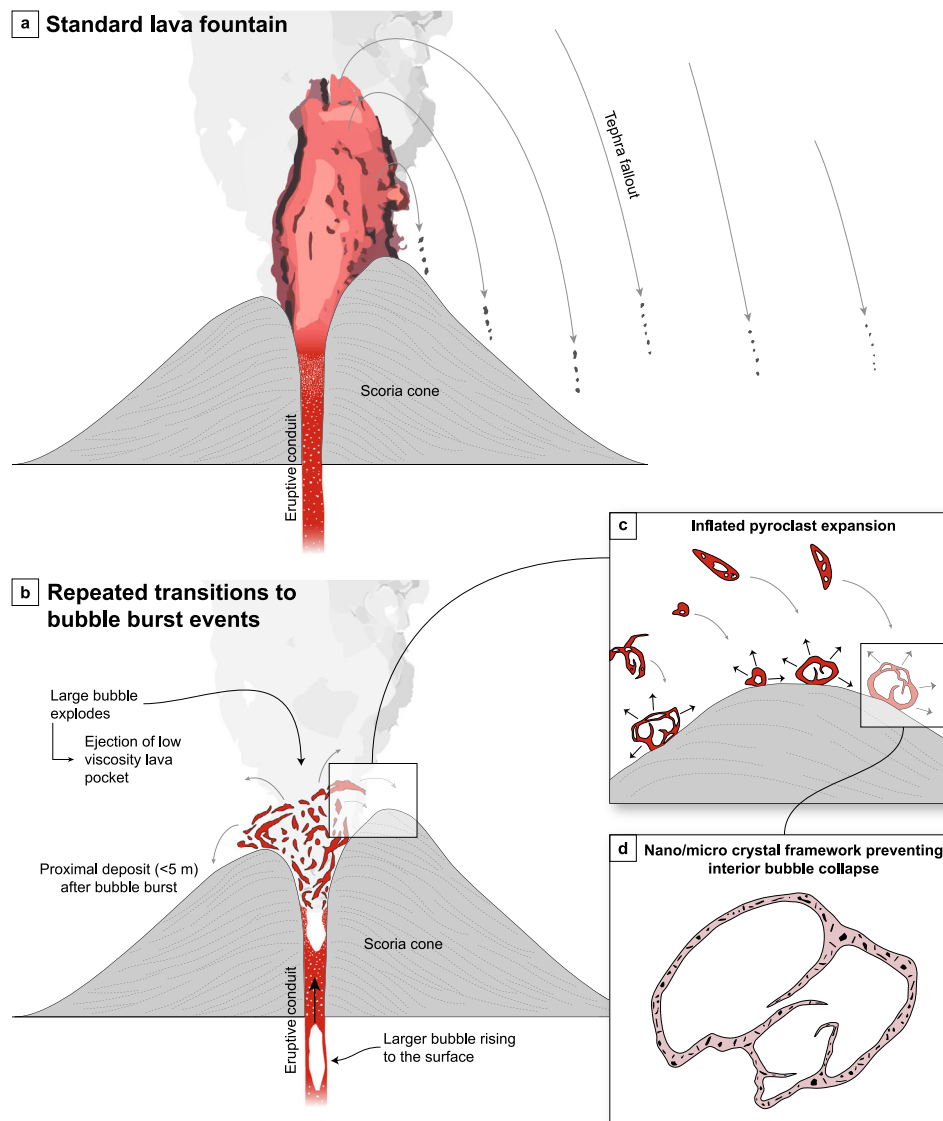 a Standard lava fountain
Tephra fallout
Scoria cone
Eruptive conduit
b Repeated transitions to
bubble burst events
Large bubble
explodes
Ejection of low
viscosity lava
pocket
Proximal deposit (<5 m)
after bubble burst
Scoria cone
Eruptive conduit
Larger bubble rising
to the surface
c Inflated pyroclast expansion
d Nano/micro crystal framework preventing
interior bubble collapse